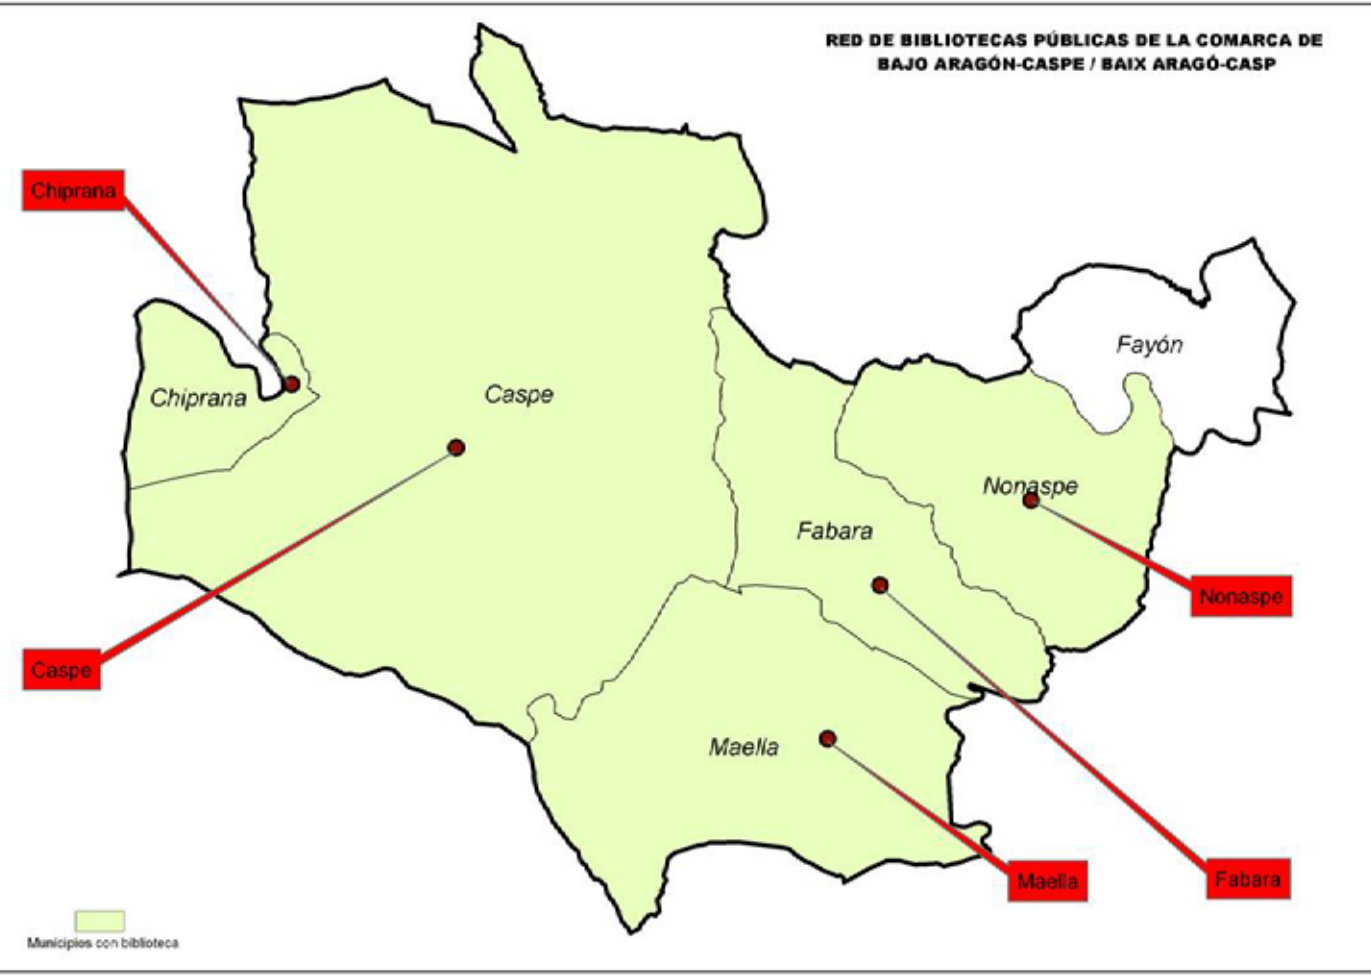 RED DE BIBLIOTECAS PÚBLICAS DE LA COMARCA DE
BAJO ARAGÓN-CASPE / BAIX ARAGÓ-CASP
Chiprana
Fayón
Chiprana
Caspe
Nonaspe
Fabara
Nonaspe
Caspe
Maella
Maella
Fabara
Municipios con biblioteca